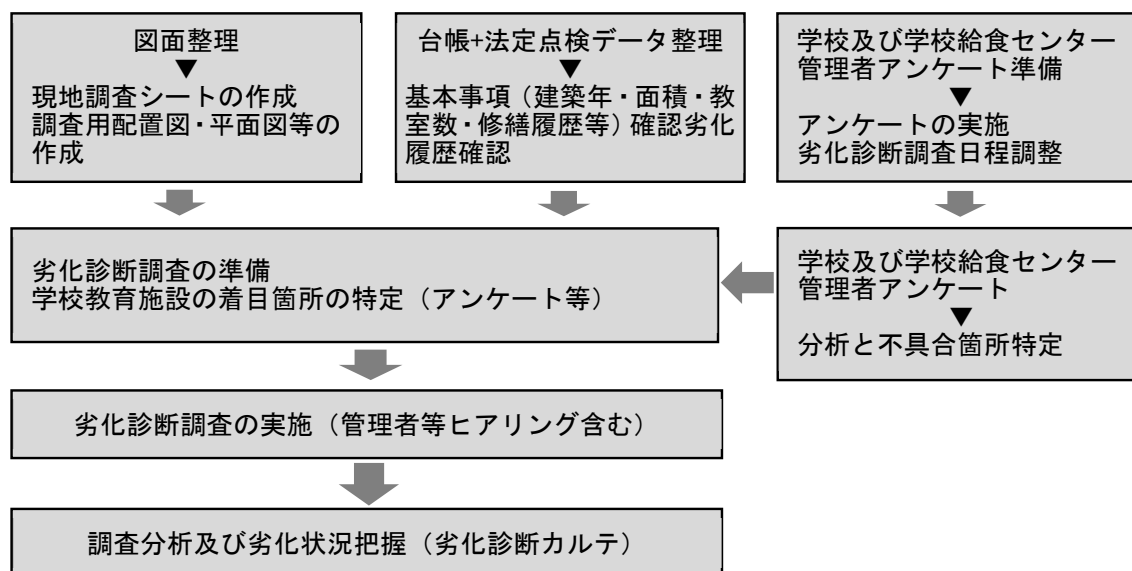 図面整理
▼
現地調査シートの作成
調査用配置図・平面図等の
作成
台帳+法定点検データ整理
▼
基本事項（建築年・面積・教
室数・修繕履歴等）確認劣化
履歴確認
学校及び学校給食センター
管理者アンケート準備
▼
アンケートの実施
劣化診断調査日程調整
劣化診断調査の準備
学校教育施設の着目箇所の特定（アンケート等）
学校及び学校給食センター
管理者アンケート
▼
分析と不具合箇所特定
劣化診断調査の実施（管理者等ヒアリング含む）
調査分析及び劣化状況把握（劣化診断カルテ）